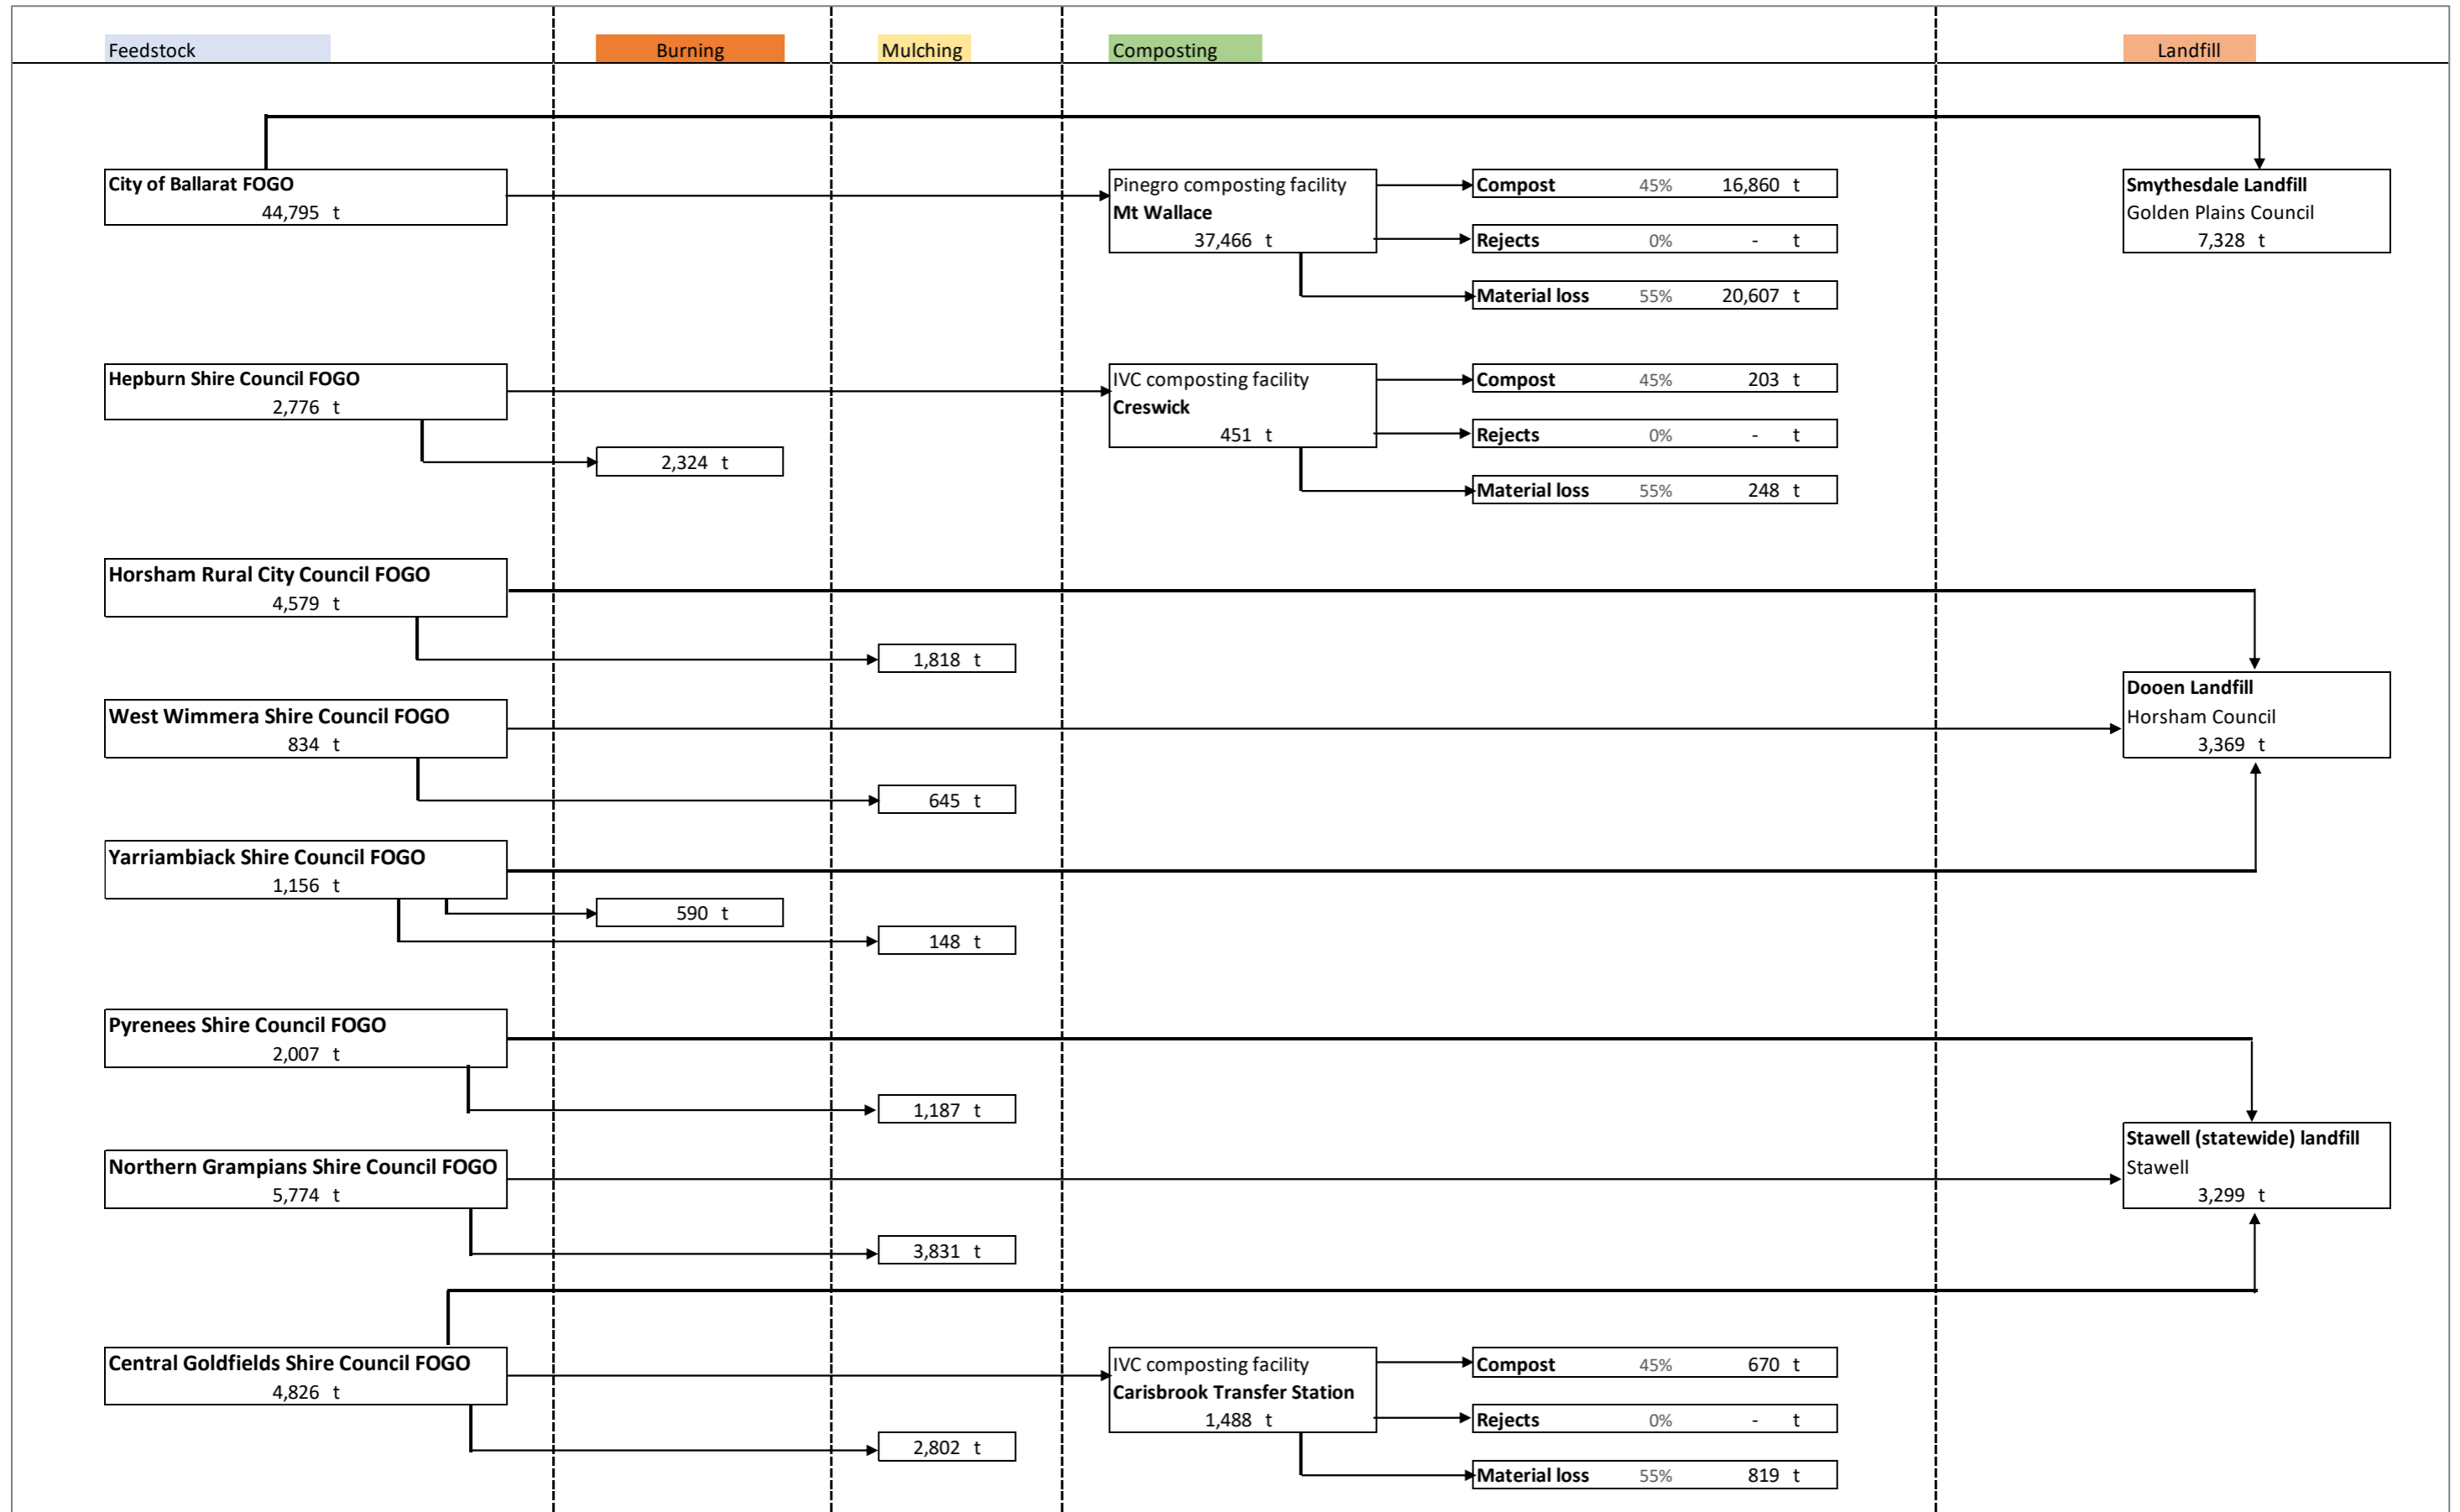 Feedstock Burning Mulching Composting Landfill
City of Ballarat FOGO
44,795 t
Pinegro composting facility
Mt Wallace
37,466 t
Compost 45% 16,860 t
Rejects 0% - t
Material loss 55% 20,607 t
Smythesdale Landfill
Golden Plains Council
7,328 t
Hepburn Shire Council FOGO
2,776 t
2,324 t
IVC composting facility
Creswick
451 t
Compost 45% 203 t
Rejects 0% - t
Material loss 55% 248 t
Horsham Rural City Council FOGO
4,579 t
1,818 t
West Wimmera Shire Council FOGO
834 t
645 t
Dooen Landfill
Horsham Council
3,369 t
Yarriambiack Shire Council FOGO
1,156 t
590 t
148 t
Pyrenees Shire Council FOGO
2,007 t
1,187 t
Northern Grampians Shire Council FOGO
5,774 t
3,831 t
Stawell (statewide) landfill
Stawell
3,299 t
Central Goldfields Shire Council FOGO
4,826 t
2,802 t
IVC composting facility
Carisbrook Transfer Station
1,488 t
Compost 45% 670 t
Rejects 0% - t
Material loss 55% 819 t